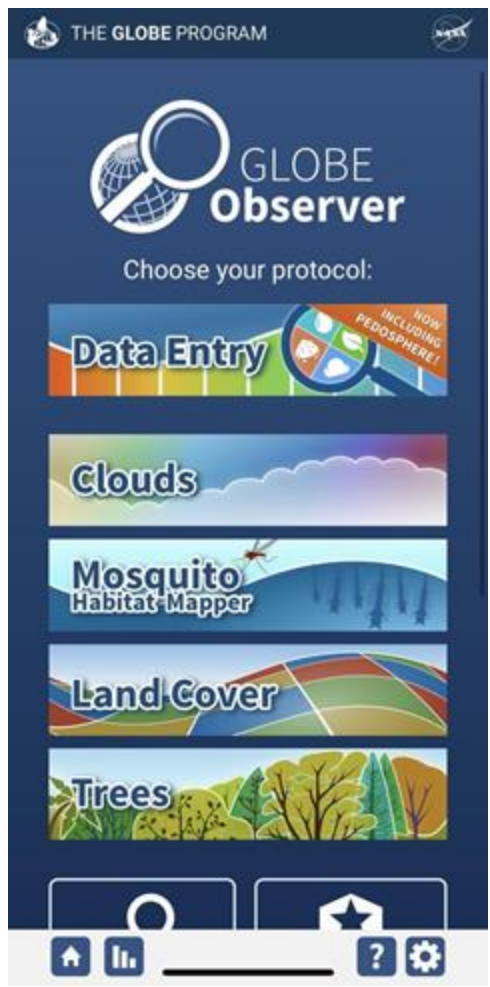 THE GLOBE PROGRAM
NASA
GLOBE
Observer
Choose your protocol:
Data Entry
NOW
INCLUDING
PEDOSPHERE!
Clouds
Mosquito
Habitat Mapper
Land Cover
Trees
?